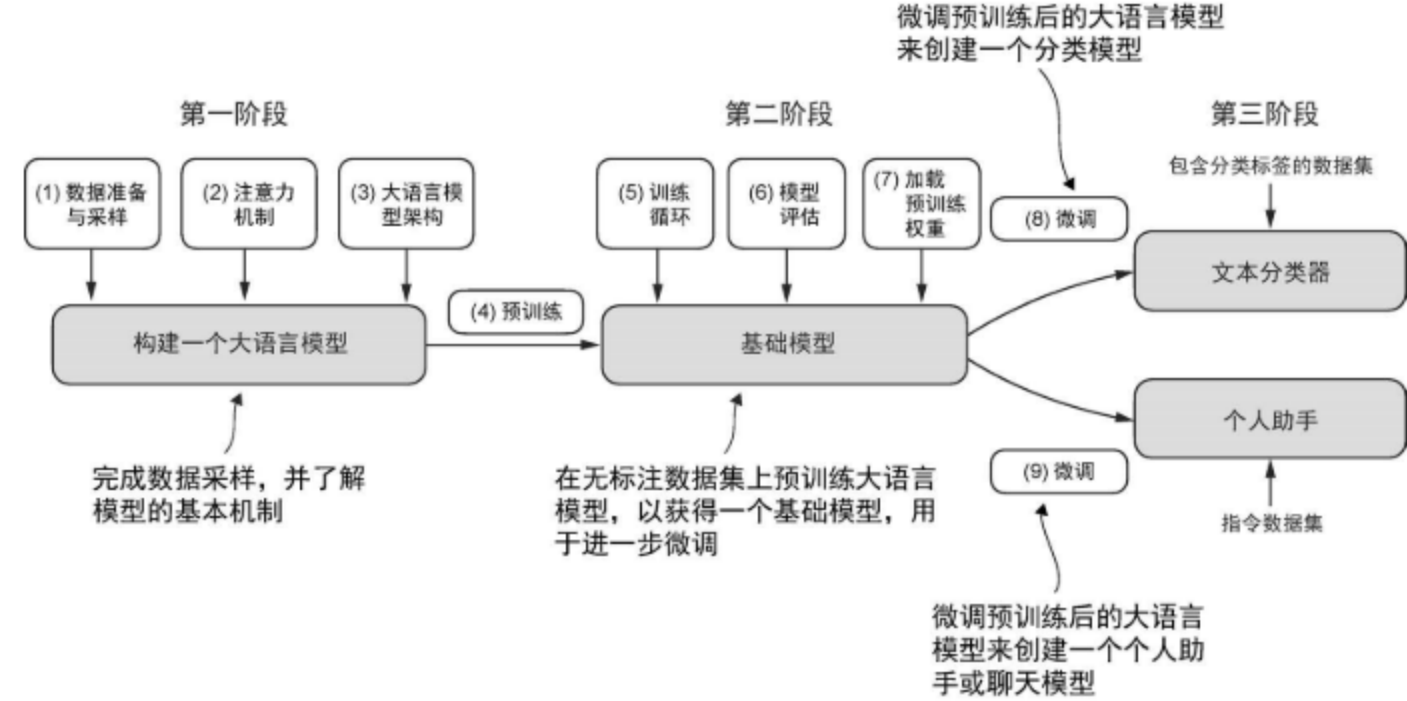 微调预训练后的大语言模型
来创建一个分类模型
第一阶段
第二阶段
第三阶段
(1) 数据准备
与采样
(2) 注意力
机制
(3) 大语言模
型架构
(5) 训练
循环
(6) 模型
评估
(7) 加载
预训练
权重
包含分类标签的数据集
(8) 微调
文本分类器
(4) 预训练
构建一个大语言模型
基础模型
个人助手
(9) 微调
指令数据集
完成数据采样，并了解
模型的基本机制
在无标注数据集上预训练大语言
模型，以获得一个基础模型，用
于进一步微调
微调预训练后的大语言
模型来创建一个个人助
手或聊天模型